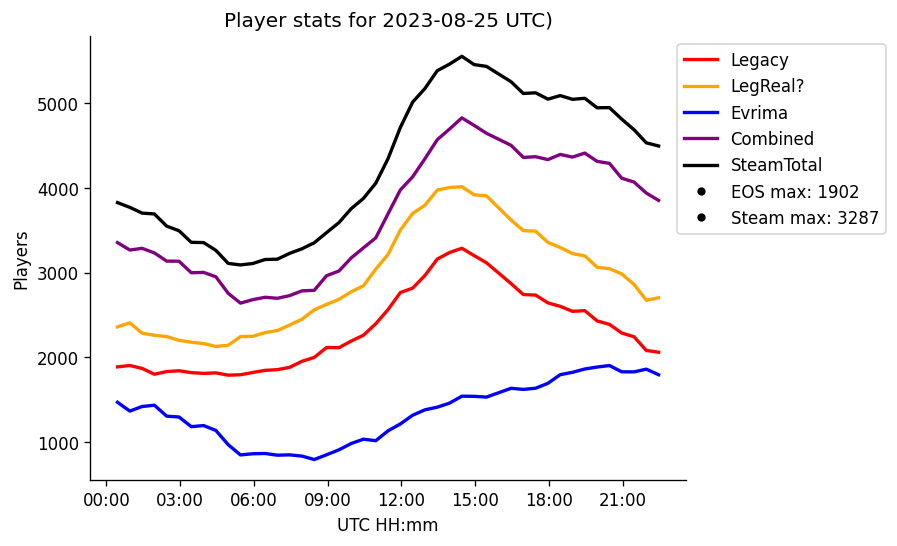 Player stats for 2023-08-25 UTC)
Legacy
LegReal?
Evrima
Combined
SteamTotal
EOS max: 1902
Steam max: 3287
Players
5000
4000
3000
2000
1000
00:00 03:00 06:00 09:00 12:00 15:00 18:00 21:00
UTC HH:mm